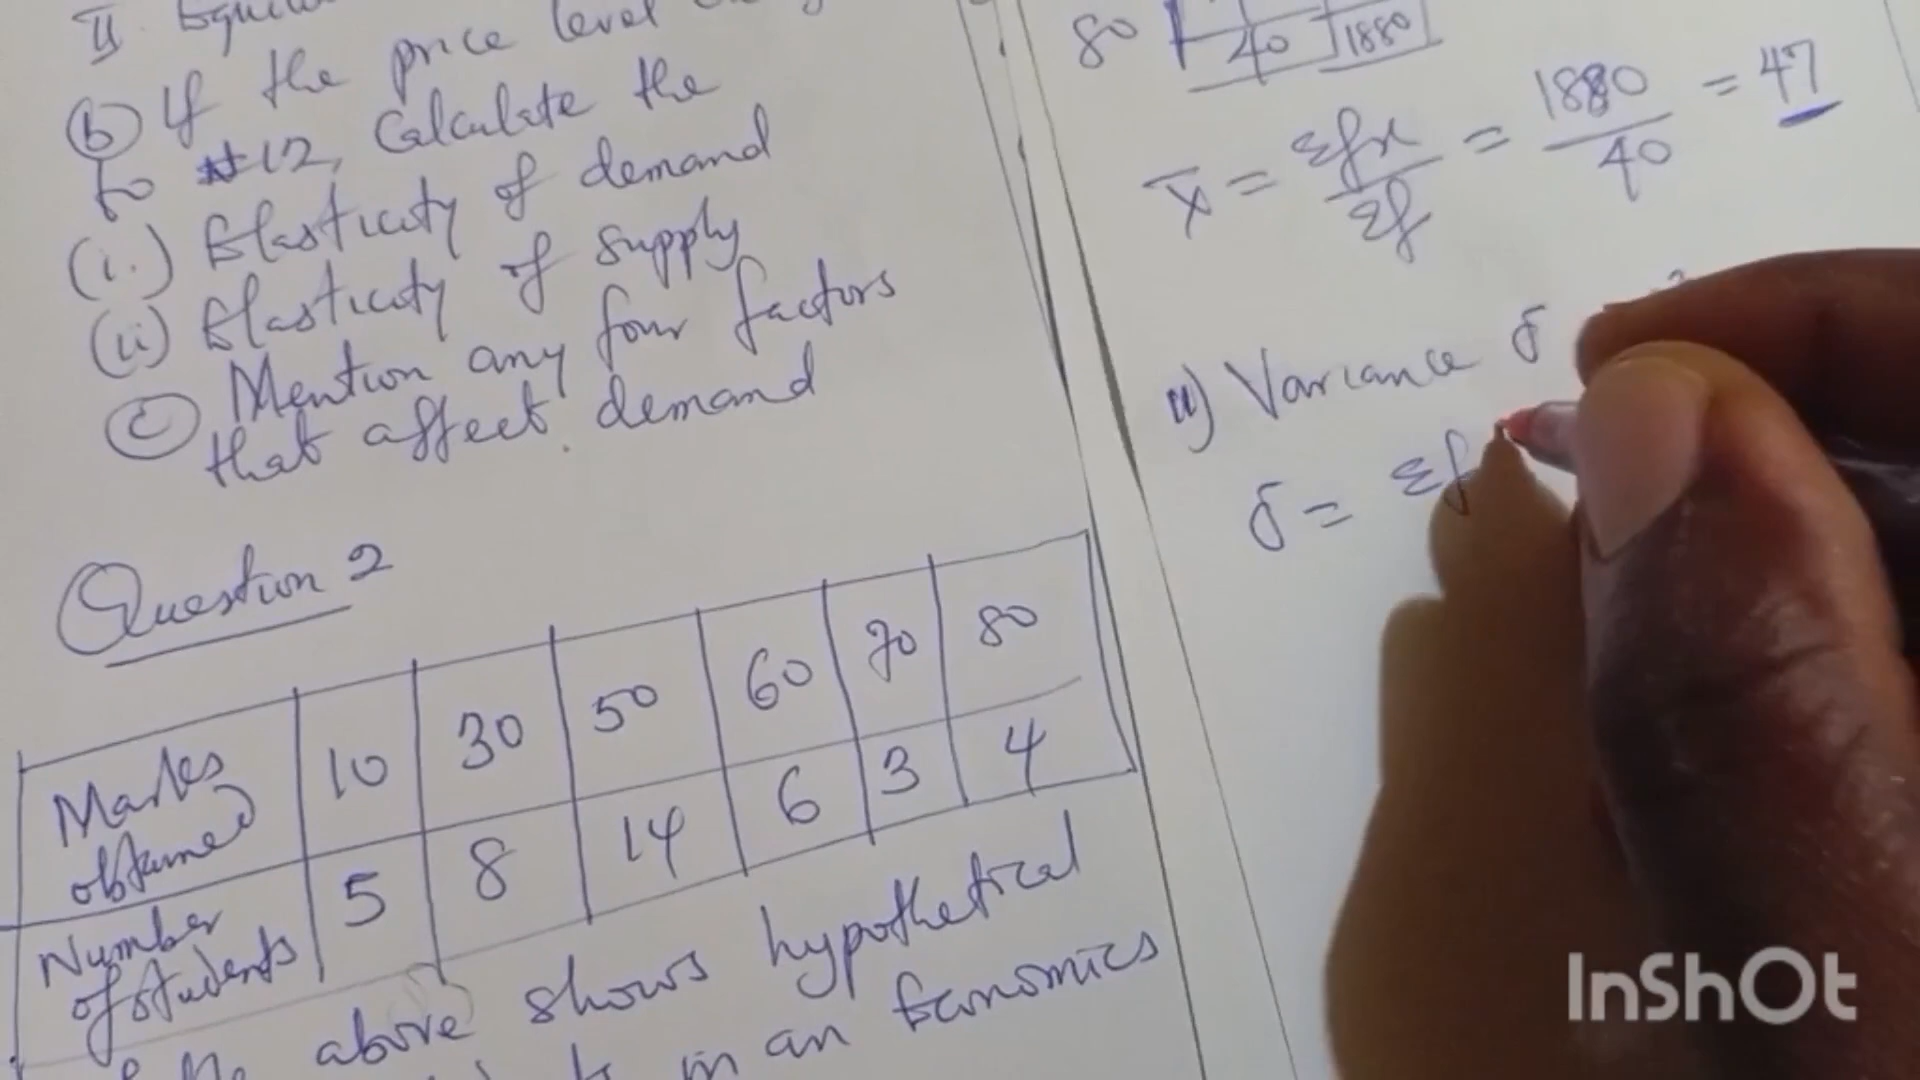 II. 
(b) If the price level
to ₦12, Calculate the
(i.) Elasticity of demand
(ii) Elasticity of supply
(c) Mention any four factors
that affect demand
Question 2
Marks obtained 10 30 50 60 70 80
Number of students 5 8 14 6 3 4
above shows hypothetical
in an Economics
80
40 1880
x̄ = Σfx/Σf = 1880/40 = 47
ii) Variance δ
δ = Σf
InShOt